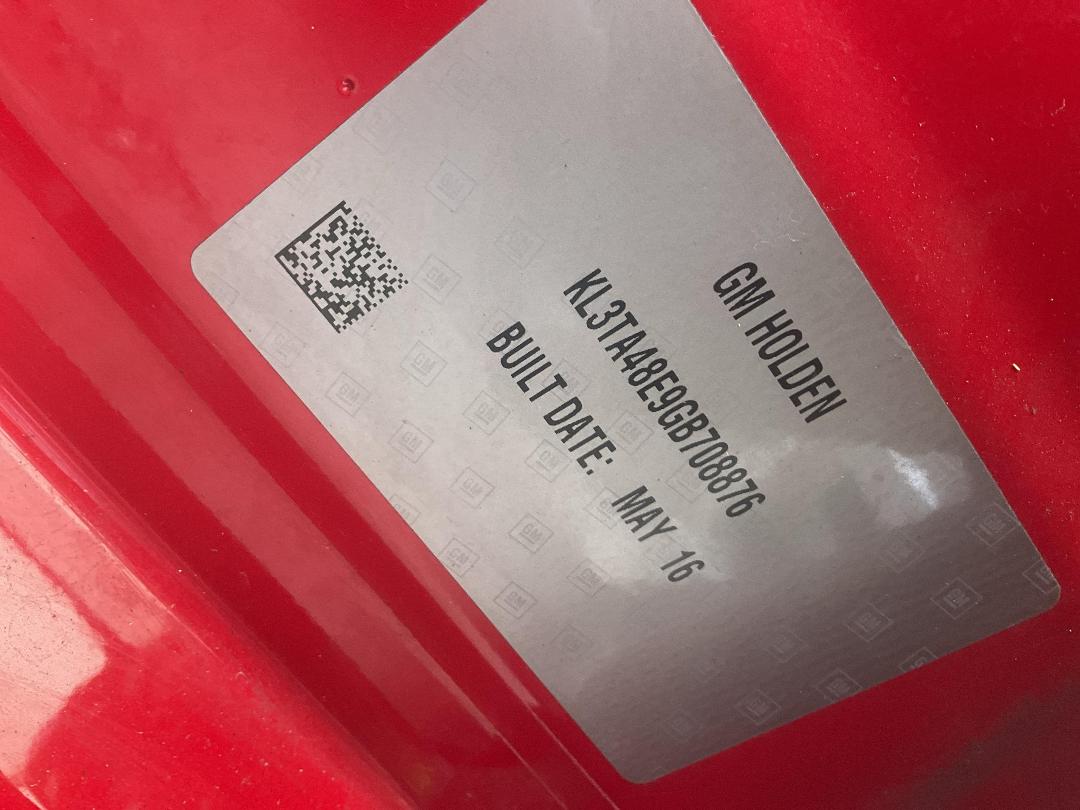 GM HOLDEN
KL3TA48E9GB708876
BUILT DATE: MAY 16